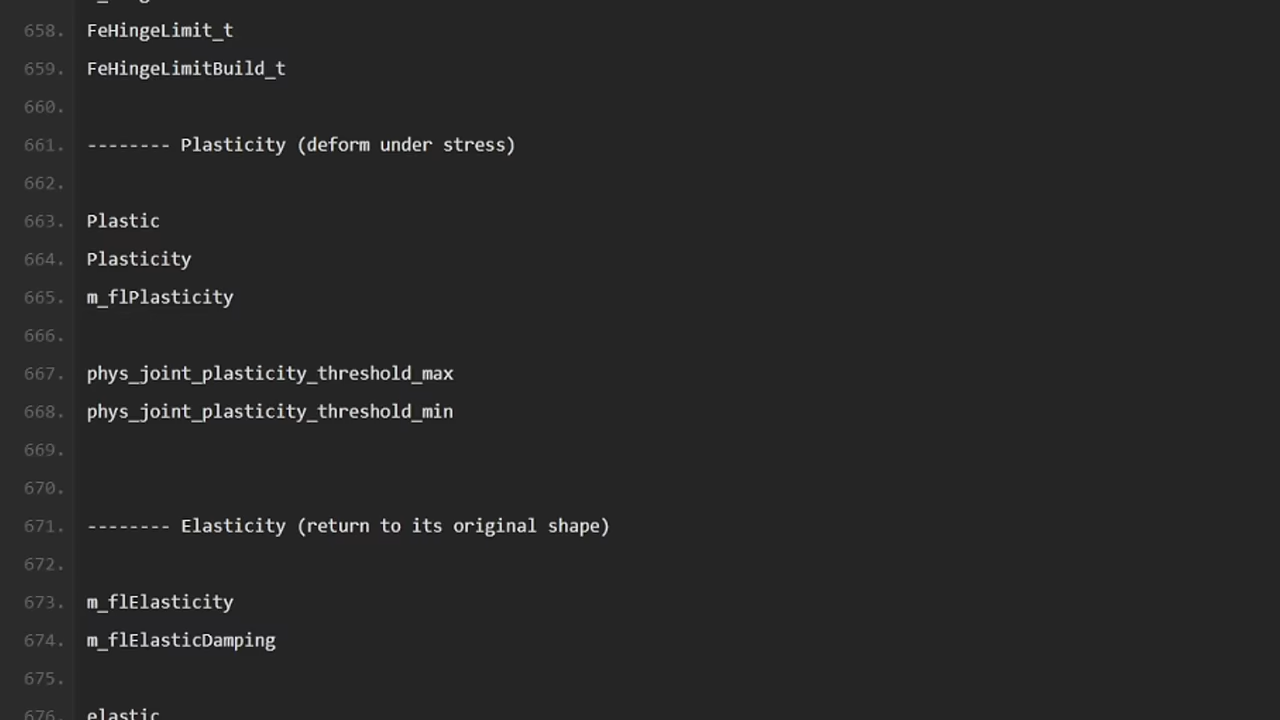 658. FeHingeLimit_t
659. FeHingeLimitBuild_t
660.
661. -------- Plasticity (deform under stress)
662.
663. Plastic
664. Plasticity
665. m_flPlasticity
666.
667. phys_joint_plasticity_threshold_max
668. phys_joint_plasticity_threshold_min
669.
670.
671. -------- Elasticity (return to its original shape)
672.
673. m_flElasticity
674. m_flElasticDamping
675.
676. elastic